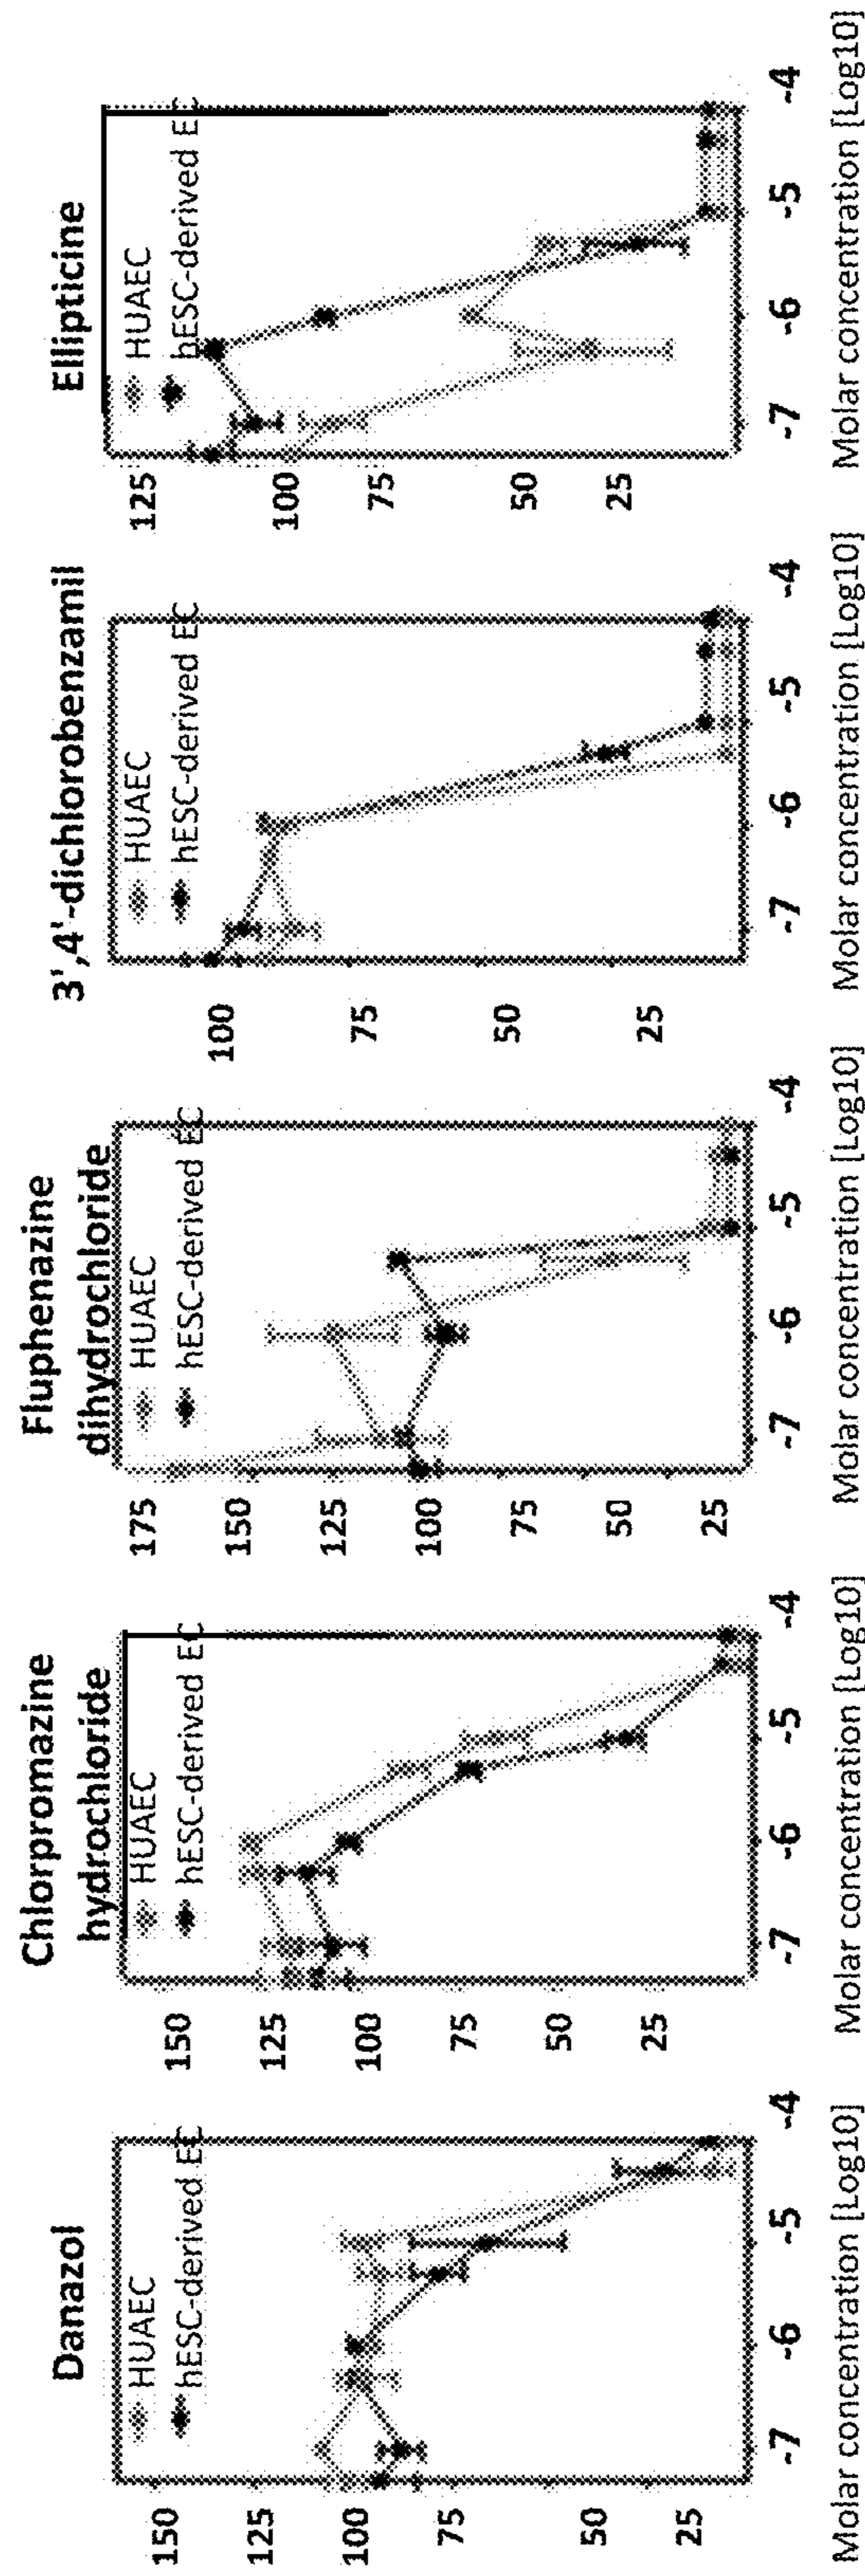 Danazol
HUAEC
hESC-derived EC
150
125
100
75
50
25
-7
-6
-5
-4
Molar concentration [Log10]
Chlorpromazine
hydrochloride
HUAEC
hESC-derived EC
150
125
100
75
50
25
-7
-6
-5
-4
Molar concentration [Log10]
Fluphenazine
dihydrochloride
HUAEC
hESC-derived EC
175
150
125
100
75
50
25
-7
-6
-5
-4
Molar concentration [Log10]
3',4'-dichlorobenzamil
HUAEC
hESC-derived EC
100
75
50
25
-7
-6
-5
-4
Molar concentration [Log10]
Ellipticine
HUAEC
hESC-derived EC
125
100
75
50
25
-7
-6
-5
-4
Molar concentration [Log10]